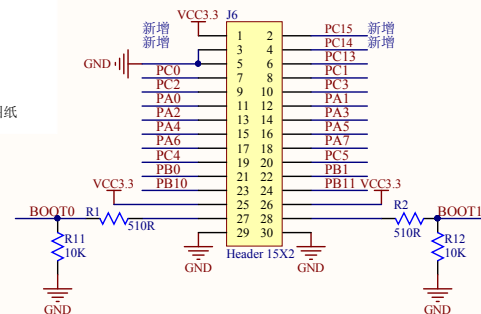 VCC3.3 J6
新增 1 2 PC15 新增
新增 3 4 PC14 新增
GND 5 6 PC13
PC0 7 8 PC1
PC2 9 10 PC3
PA0 11 12 PA1
PA2 13 14 PA3
PA4 15 16 PA5
PA6 17 18 PA7
PC4 19 20 PC5
PB0 21 22 PB1
PB10 23 24 PB11
VCC3.3 25 26 VCC3.3
BOOT0 R1 510R 27 28 R2 510R BOOT1
29 30
R11 10K GND Header 15X2 GND R12 10K
GND GND
纸